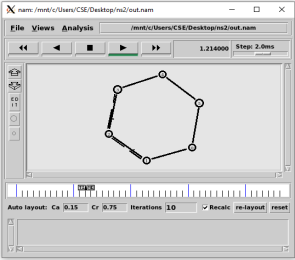 nam: /mnt/c/Users/CSE/Desktop/ns2/out.nam
File Views Analysis /mnt/c/Users/CSE/Desktop/ns2/out.nam
1.214000 Step: 2.0ms
Auto layout: Ca 0.15 Cr 0.75 Iterations 10 Recalc re-layout reset